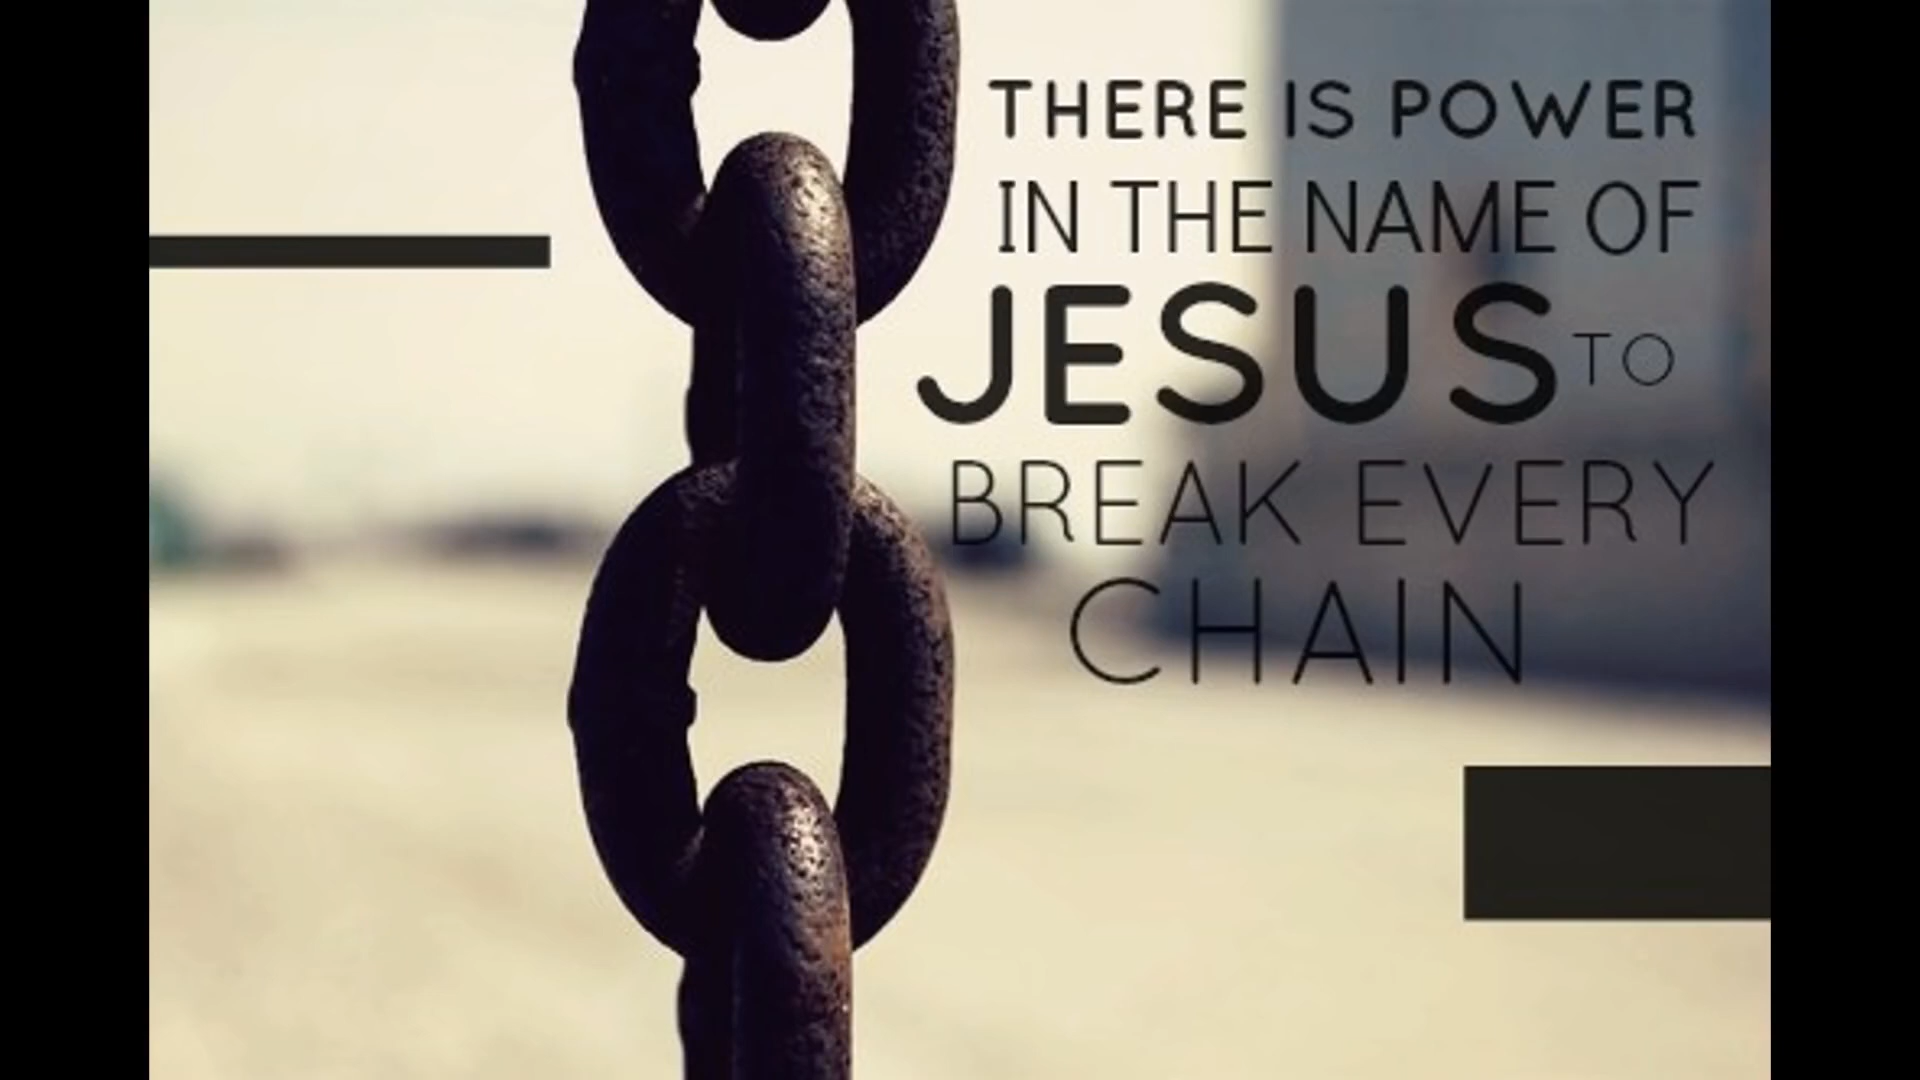 THERE IS POWER
IN THE NAME OF
JESUS TO
BREAK EVERY
CHAIN